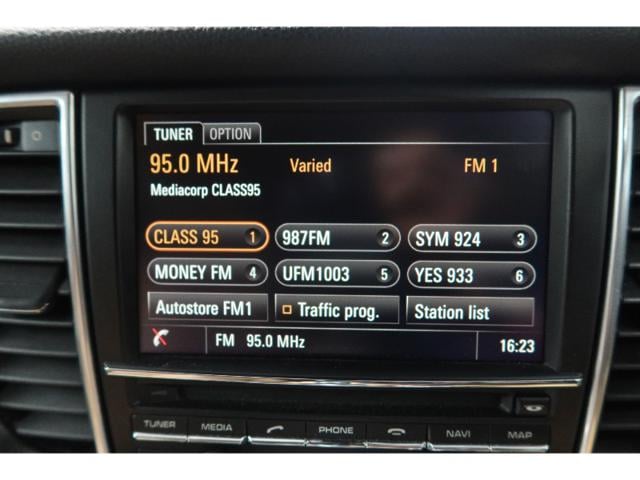 TUNER OPTION
95.0 MHz Varied FM 1
Mediacorp CLASS95
CLASS 95 1 987FM 2 SYM 924 3
MONEY FM 4 UFM1003 5 YES 933 6
Autostore FM1 Traffic prog. Station list
FM 95.0 MHz 16:23
TUNER MEDIA PHONE NAVI MAP